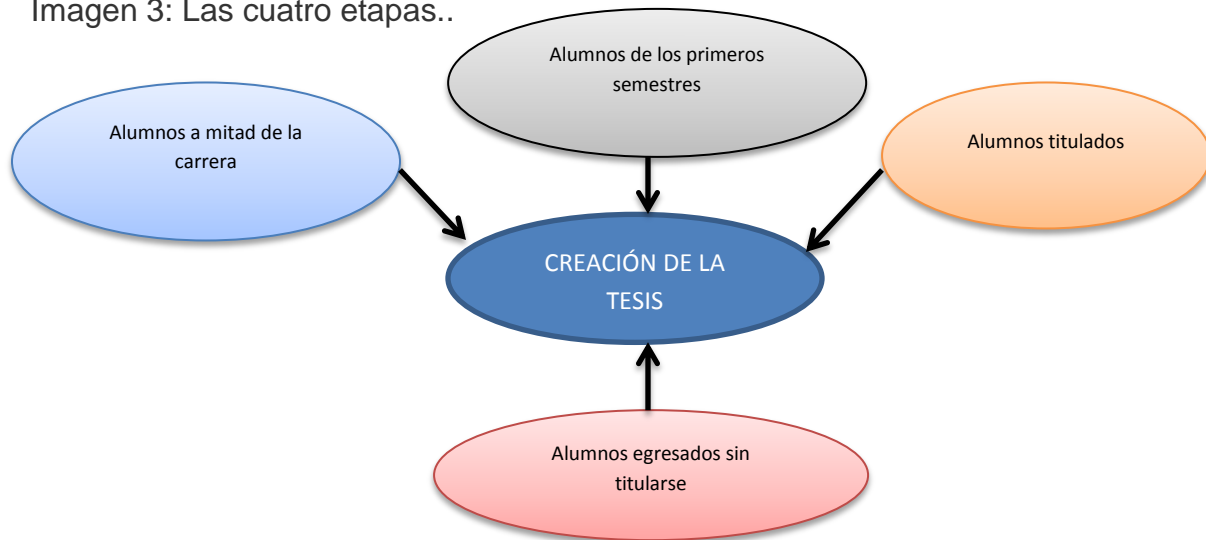 Imagen 3: Las cuatro etapas..
Alumnos de los primeros
semestres
Alumnos a mitad de la
carrera
Alumnos titulados
CREACIÓN DE LA
TESIS
Alumnos egresados sin
titularse